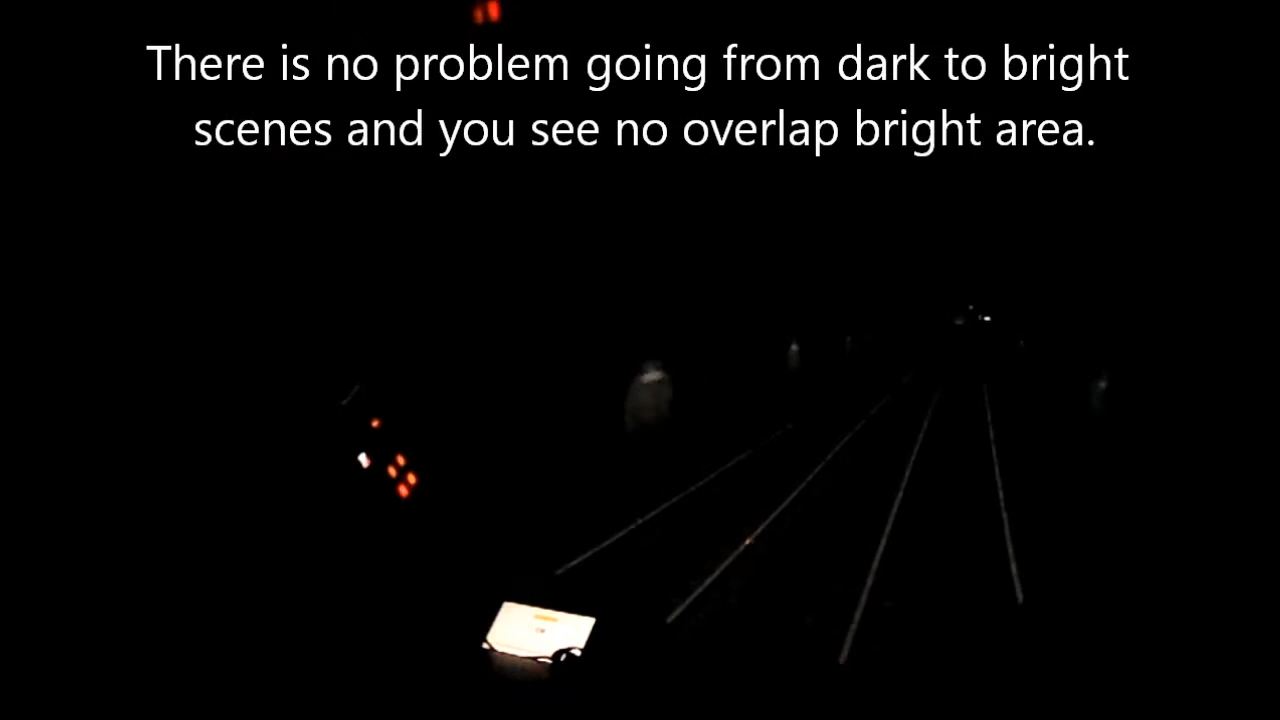 There is no problem going from dark to bright
scenes and you see no overlap bright area.